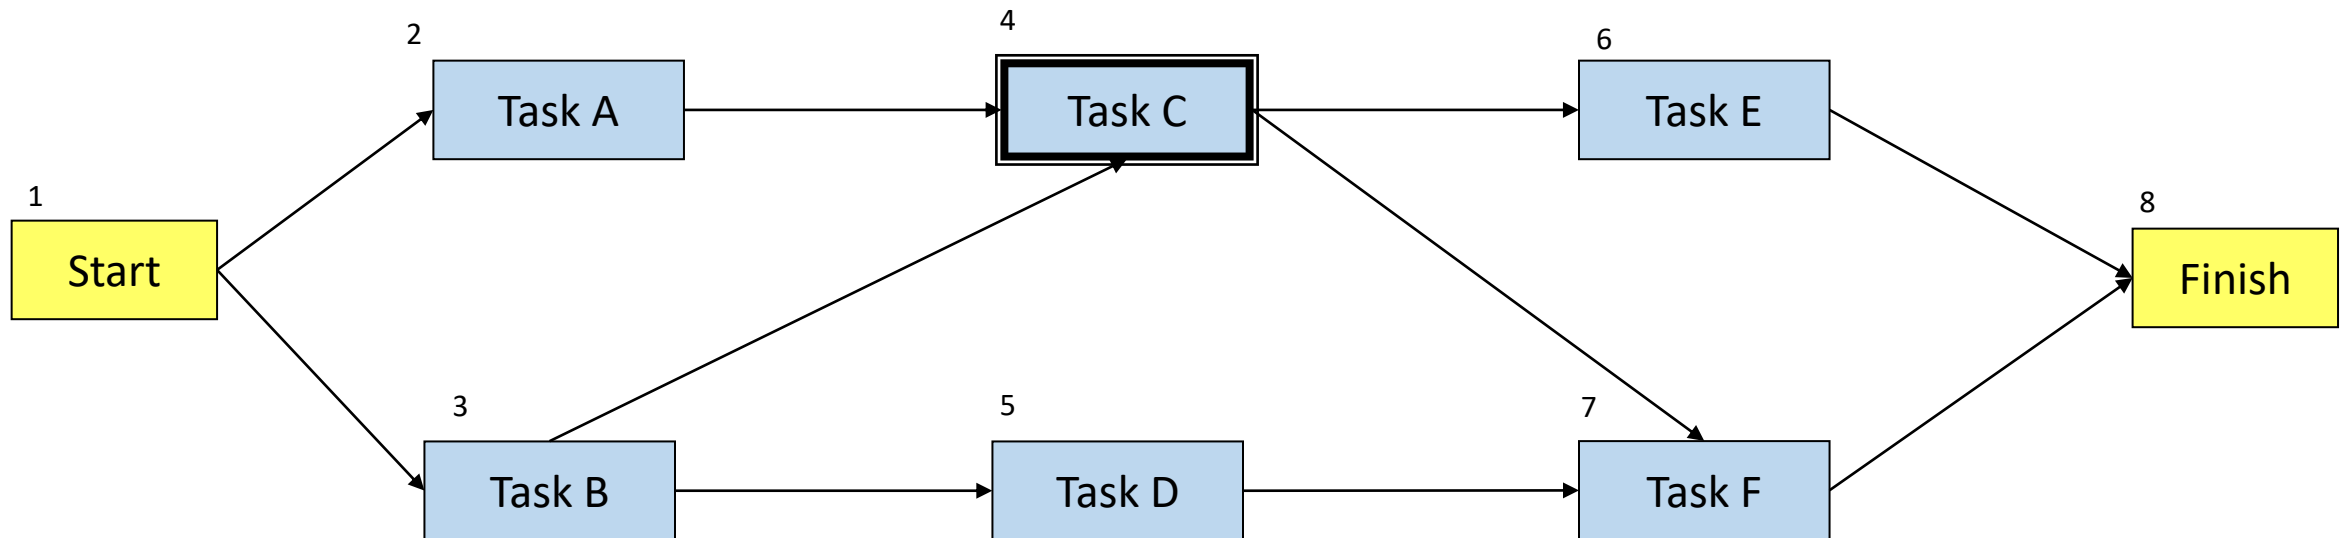 4
2
6
Task A
Task C
Task E
1
8
Start
Finish
3
5
7
Task B
Task D
Task F